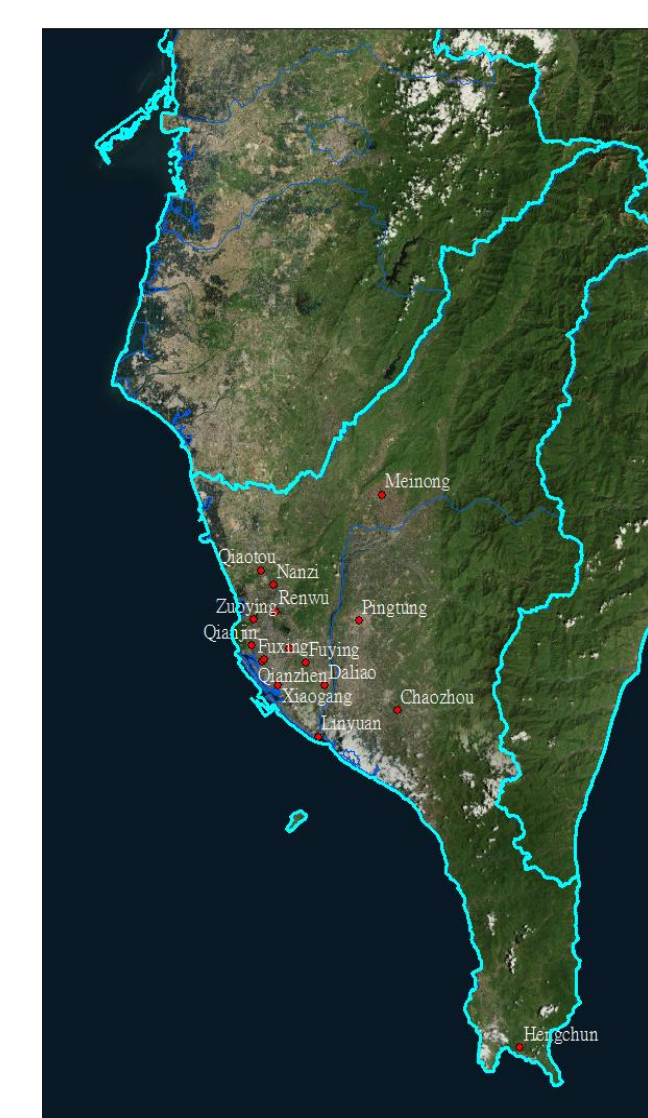 Meinong
Qiaotou
Nanzi
Renwu
Zuoying
Pingtung
Qianjin
Fuxing
Fuying
Qianzhen
Daliao
Xiaogang
Chaozhou
Linyuan
Hengchun